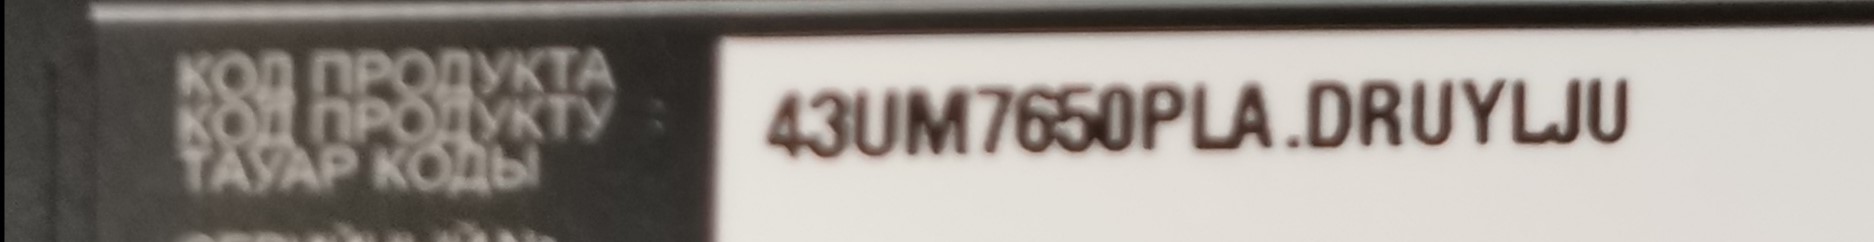 КОД ПРОДУКТА
КОД ПРОДУКТУ : 43UM7650PLA.DRUYLJU
ТАУАР КОДЫ